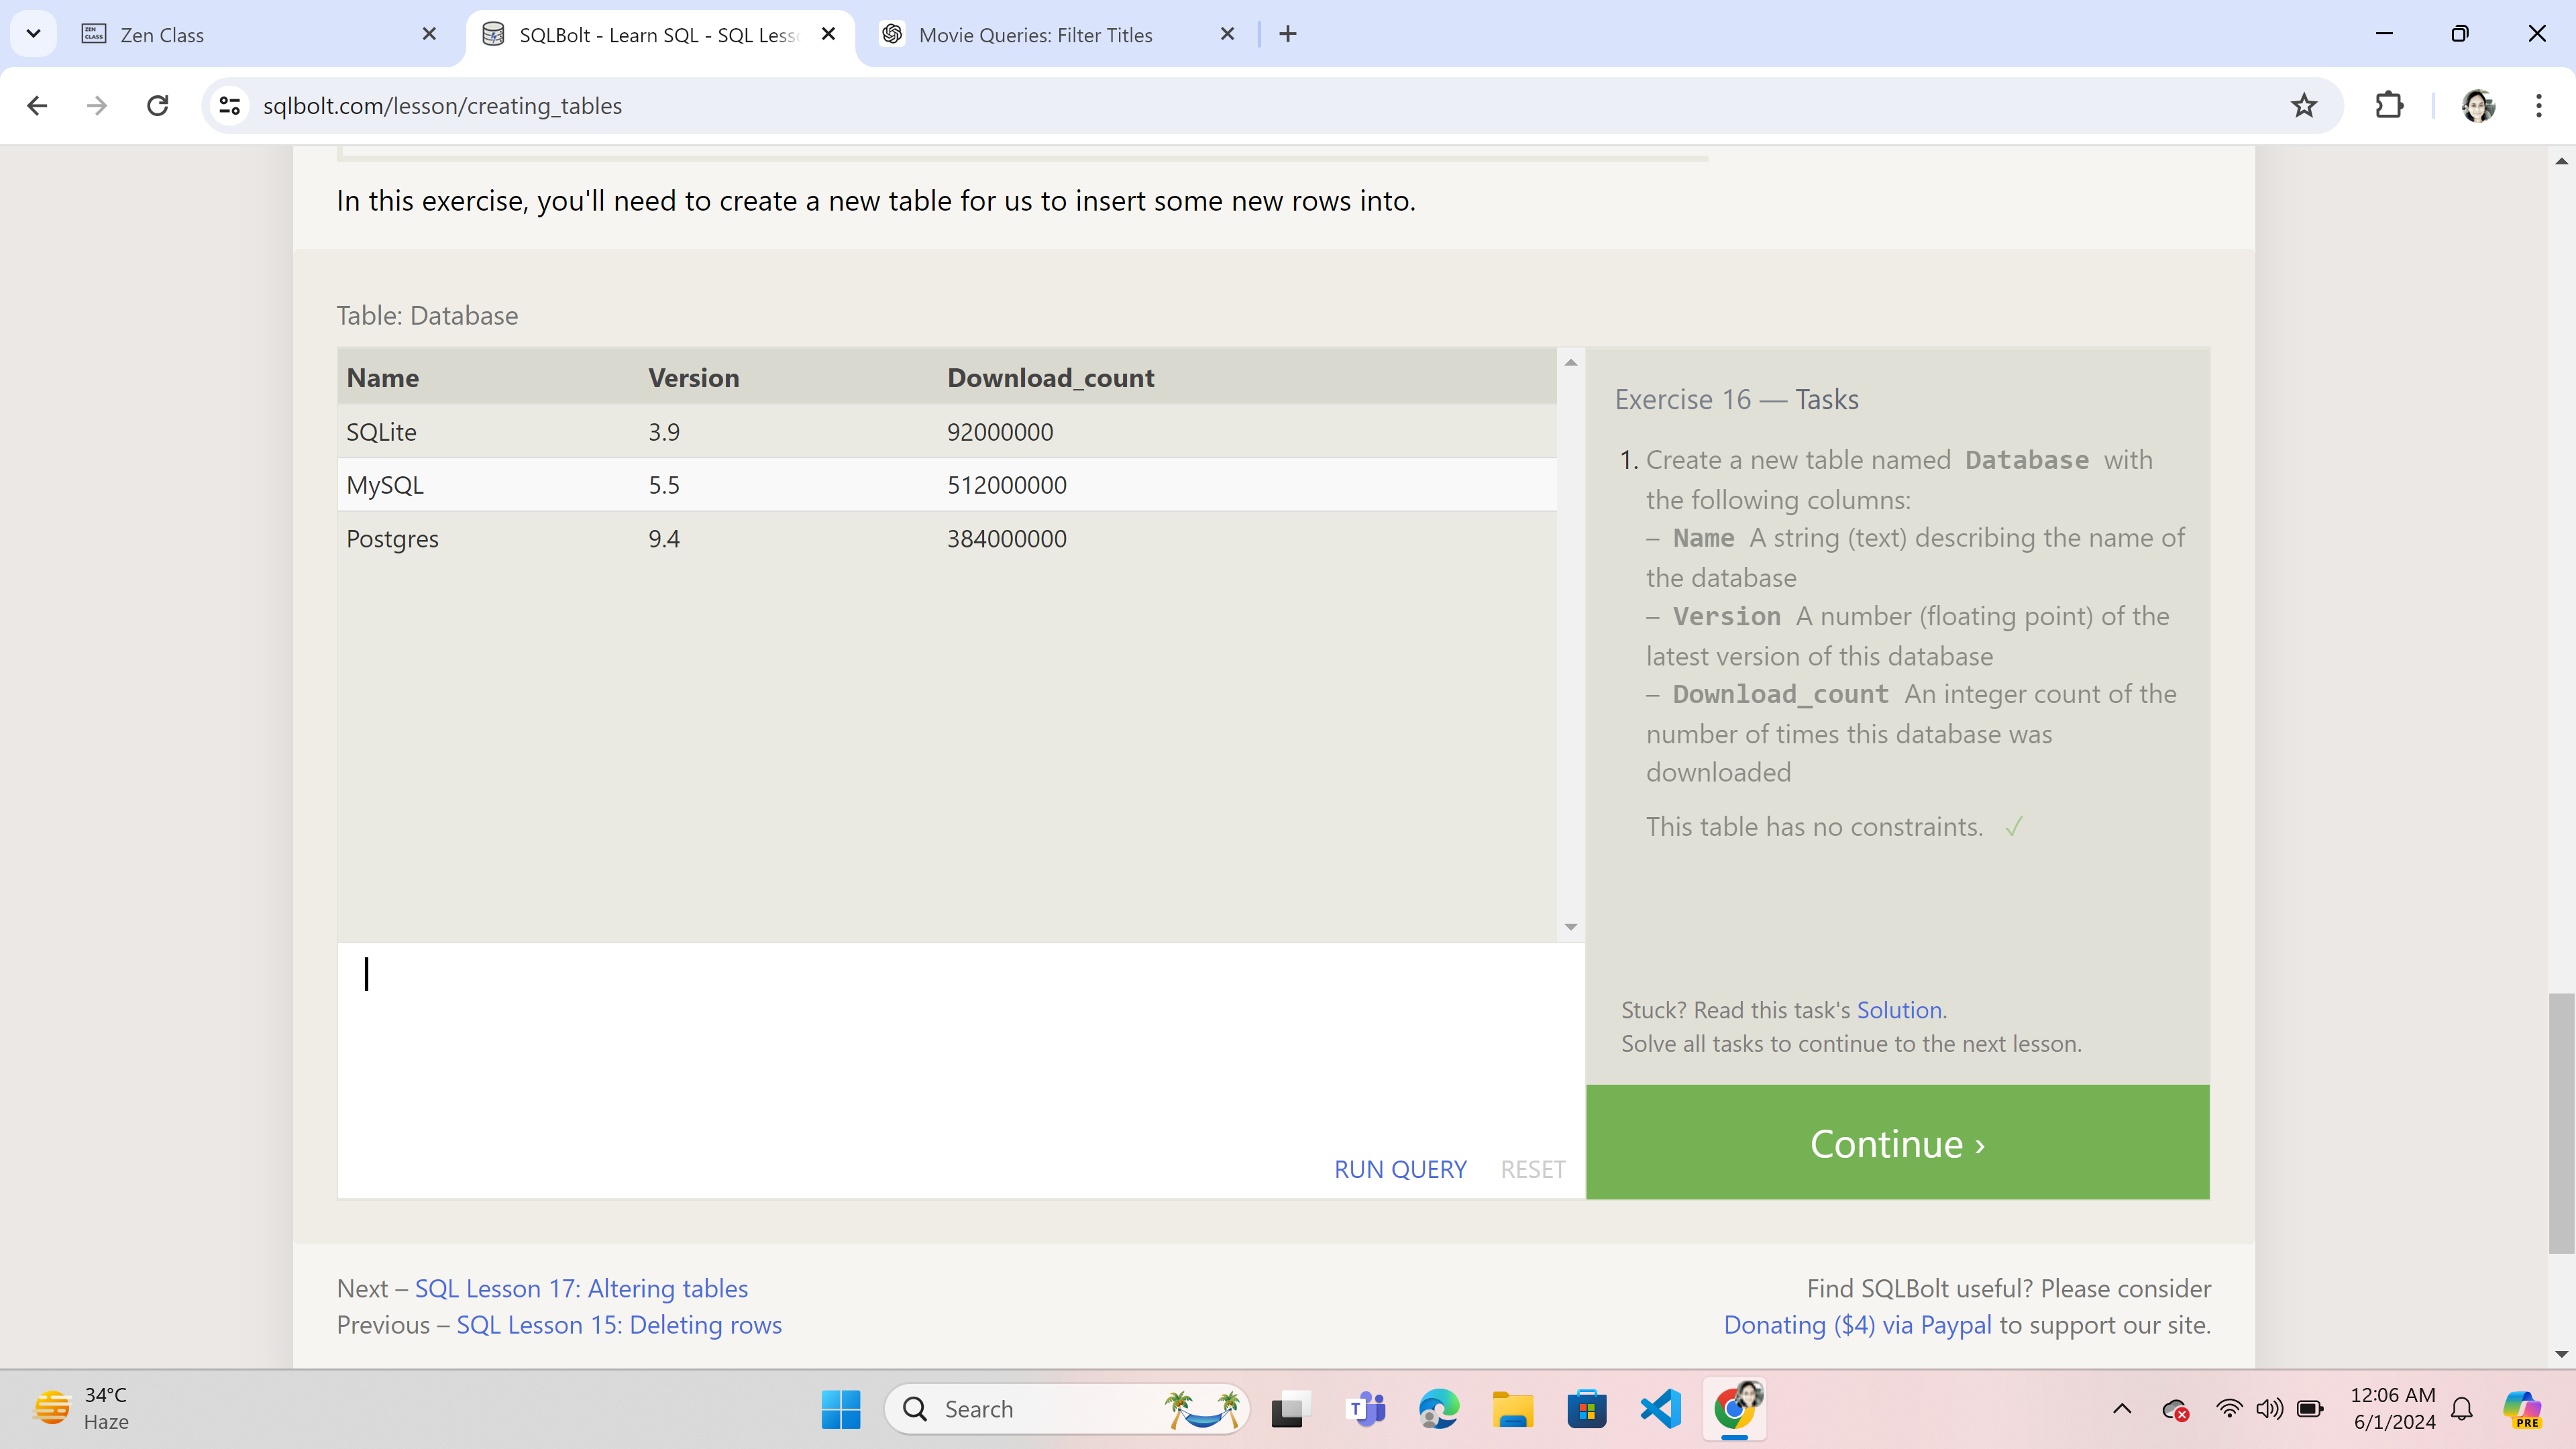 Zen Class
SQLBolt - Learn SQL - SQL Less
Movie Queries: Filter Titles
sqlbolt.com/lesson/creating_tables
In this exercise, you'll need to create a new table for us to insert some new rows into.
Table: Database
Name Version Download_count
SQLite 3.9 92000000
MySQL 5.5 512000000
Postgres 9.4 384000000
Exercise 16 — Tasks
1. Create a new table named Database with
the following columns:
– Name A string (text) describing the name of
the database
– Version A number (floating point) of the
latest version of this database
– Download_count An integer count of the
number of times this database was
downloaded
This table has no constraints. ✓
Stuck? Read this task's Solution.
Solve all tasks to continue to the next lesson.
RUN QUERY RESET
Continue ›
Next – SQL Lesson 17: Altering tables
Previous – SQL Lesson 15: Deleting rows
Find SQLBolt useful? Please consider
Donating ($4) via Paypal to support our site.
34°C
Haze
Search
12:06 AM
6/1/2024
PRE